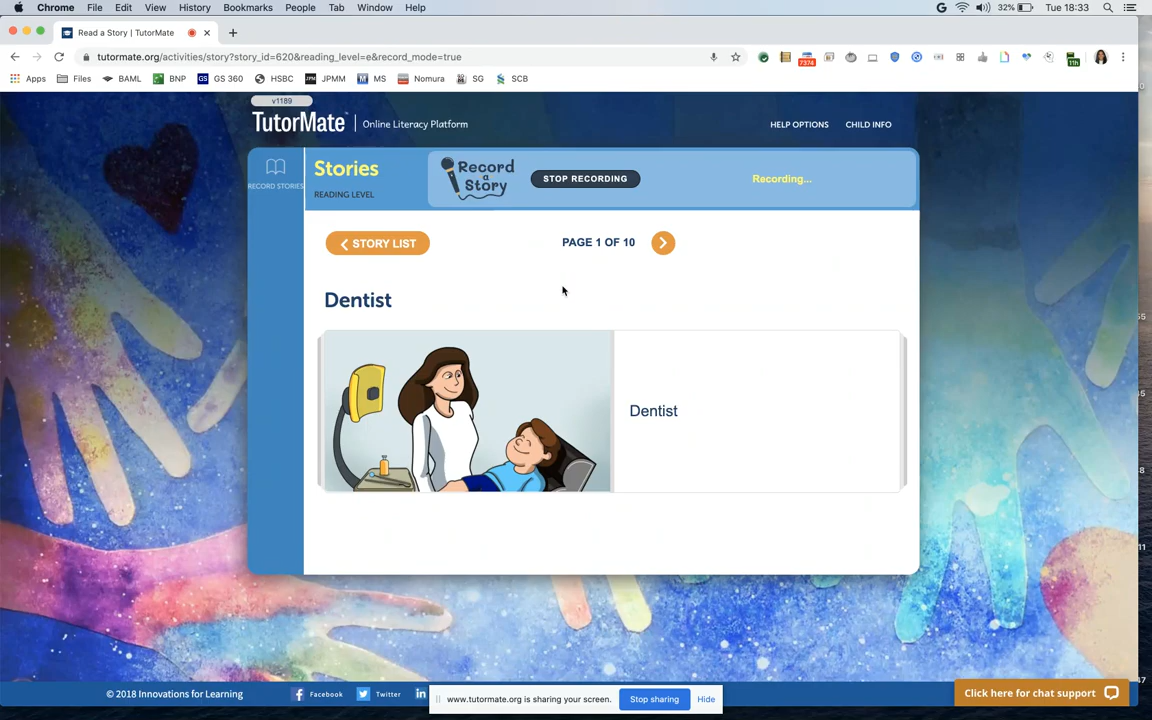 Chrome File Edit View History Bookmarks People Tab Window Help 32% Tue 18:33
Read a Story | TutorMate
tutormate.org/activities/story?story_id=620&reading_level=e&record_mode=true
7374
11h
Apps Files BAML BNP GS GS 360 HSBC JPMM MS Nomura SG SCB
v1189
TutorMate | Online Literacy Platform
HELP OPTIONS CHILD INFO
RECORD STORIES
Stories
READING LEVEL
Record
a
Story
STOP RECORDING
Recording...
STORY LIST
PAGE 1 OF 10
Dentist
Dentist
© 2018 Innovations for Learning
Facebook
Twitter
www.tutormate.org is sharing your screen.
Stop sharing
Hide
Click here for chat support